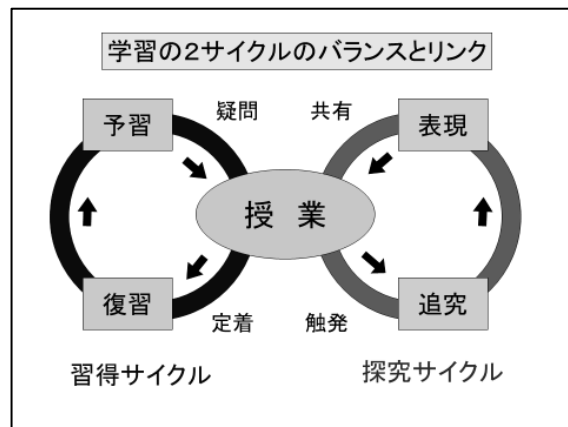 学習の2サイクルのバランスとリンク
予習
疑問
共有
表現
授 業
復習
定着
触発
追究
習得サイクル
探究サイクル